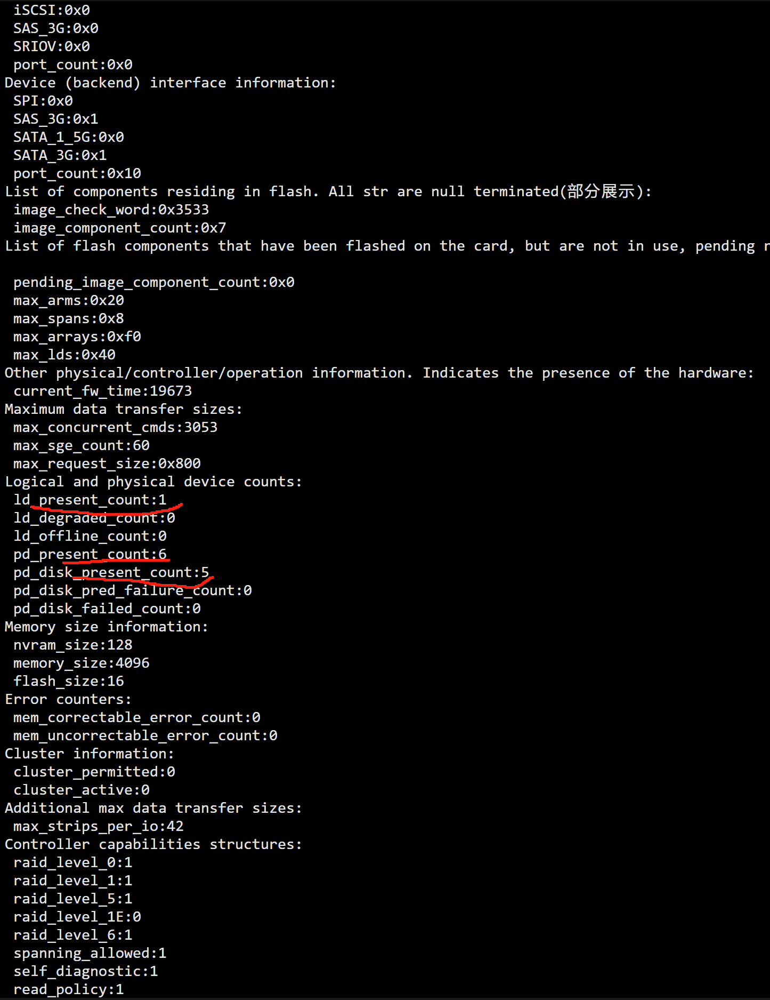 iSCSI:0x0
SAS_3G:0x0
SRIOV:0x0
port_count:0x0
Device (backend) interface information:
SPI:0x0
SAS_3G:0x1
SATA_1_5G:0x0
SATA_3G:0x1
port_count:0x10
List of components residing in flash. All str are null terminated(部分展示):
image_check_word:0x3533
image_component_count:0x7
List of flash components that have been flashed on the card, but are not in use, pending r
pending_image_component_count:0x0
max_arms:0x20
max_spans:0x8
max_arrays:0xf0
max_lds:0x40
Other physical/controller/operation information. Indicates the presence of the hardware:
current_fw_time:19673
Maximum data transfer sizes:
max_concurrent_cmds:3053
max_sge_count:60
max_request_size:0x800
Logical and physical device counts:
ld_present_count:1
ld_degraded_count:0
ld_offline_count:0
pd_present_count:6
pd_disk_present_count:5
pd_disk_pred_failure_count:0
pd_disk_failed_count:0
Memory size information:
nvram_size:128
memory_size:4096
flash_size:16
Error counters:
mem_correctable_error_count:0
mem_uncorrectable_error_count:0
Cluster information:
cluster_permitted:0
cluster_active:0
Additional max data transfer sizes:
max_strips_per_io:42
Controller capabilities structures:
raid_level_0:1
raid_level_1:1
raid_level_5:1
raid_level_1E:0
raid_level_6:1
spanning_allowed:1
self_diagnostic:1
read_policy:1